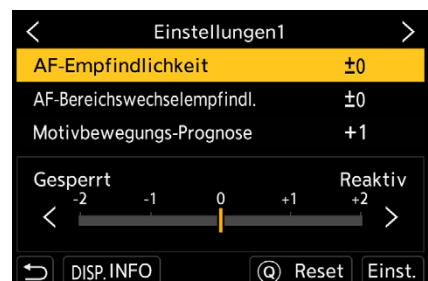 < Einstellungen1 >
AF-Empfindlichkeit ±0
AF-Bereichswechselempfindl. ±0
Motivbewegungs-Prognose +1
Gesperrt Reaktiv
-2 -1 0 +1 +2
< >
DISP. INFO Q Reset Einst.